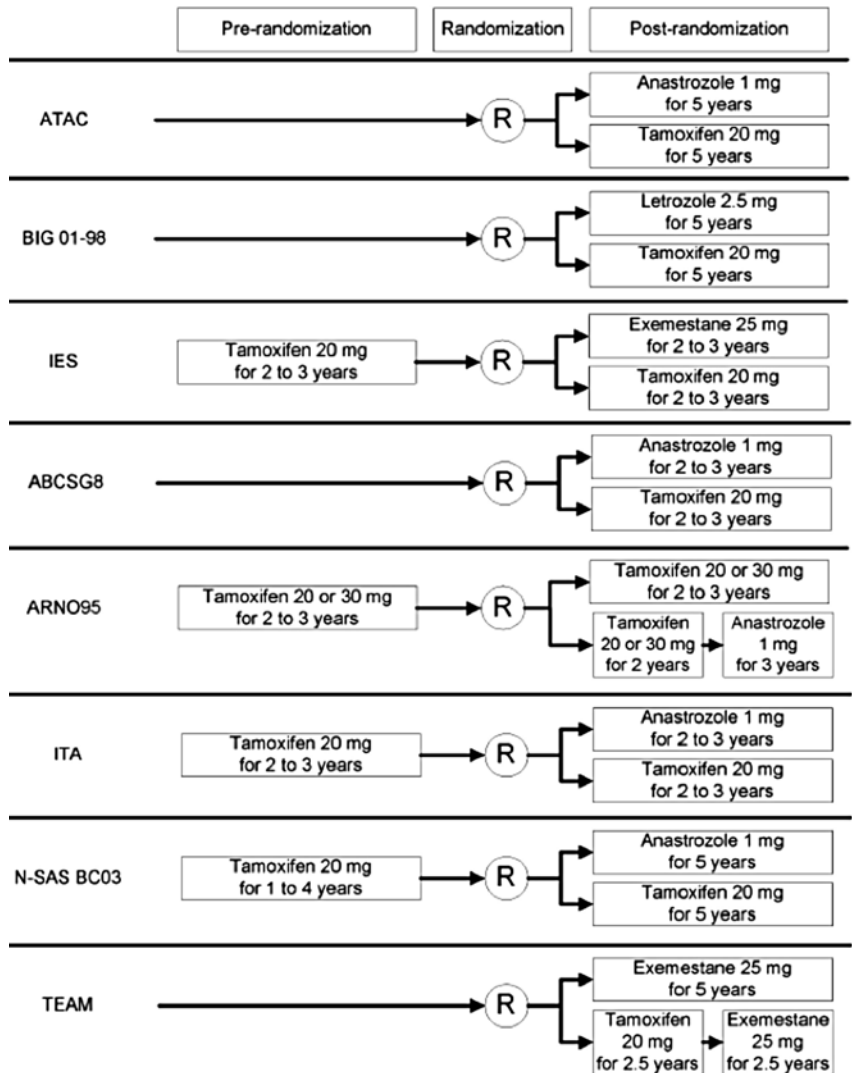 Pre-randomization
Randomization
Post-randomization
ATAC
R
Anastrozole 1 mg
for 5 years
Tamoxifen 20 mg
for 5 years
BIG 01-98
R
Letrozole 2.5 mg
for 5 years
Tamoxifen 20 mg
for 5 years
IES
Tamoxifen 20 mg
for 2 to 3 years
R
Exemestane 25 mg
for 2 to 3 years
Tamoxifen 20 mg
for 2 to 3 years
ABCSG8
R
Anastrozole 1 mg
for 2 to 3 years
Tamoxifen 20 mg
for 2 to 3 years
ARNO95
Tamoxifen 20 or 30 mg
for 2 to 3 years
R
Tamoxifen 20 or 30 mg
for 2 to 3 years
Tamoxifen
20 or 30 mg
for 2 years
Anastrozole
1 mg
for 3 years
ITA
Tamoxifen 20 mg
for 2 to 3 years
R
Anastrozole 1 mg
for 2 to 3 years
Tamoxifen 20 mg
for 2 to 3 years
N-SAS BC03
Tamoxifen 20 mg
for 1 to 4 years
R
Anastrozole 1 mg
for 5 years
Tamoxifen 20 mg
for 5 years
TEAM
R
Exemestane 25 mg
for 5 years
Tamoxifen
20 mg
for 2.5 years
Exemestane
25 mg
for 2.5 years